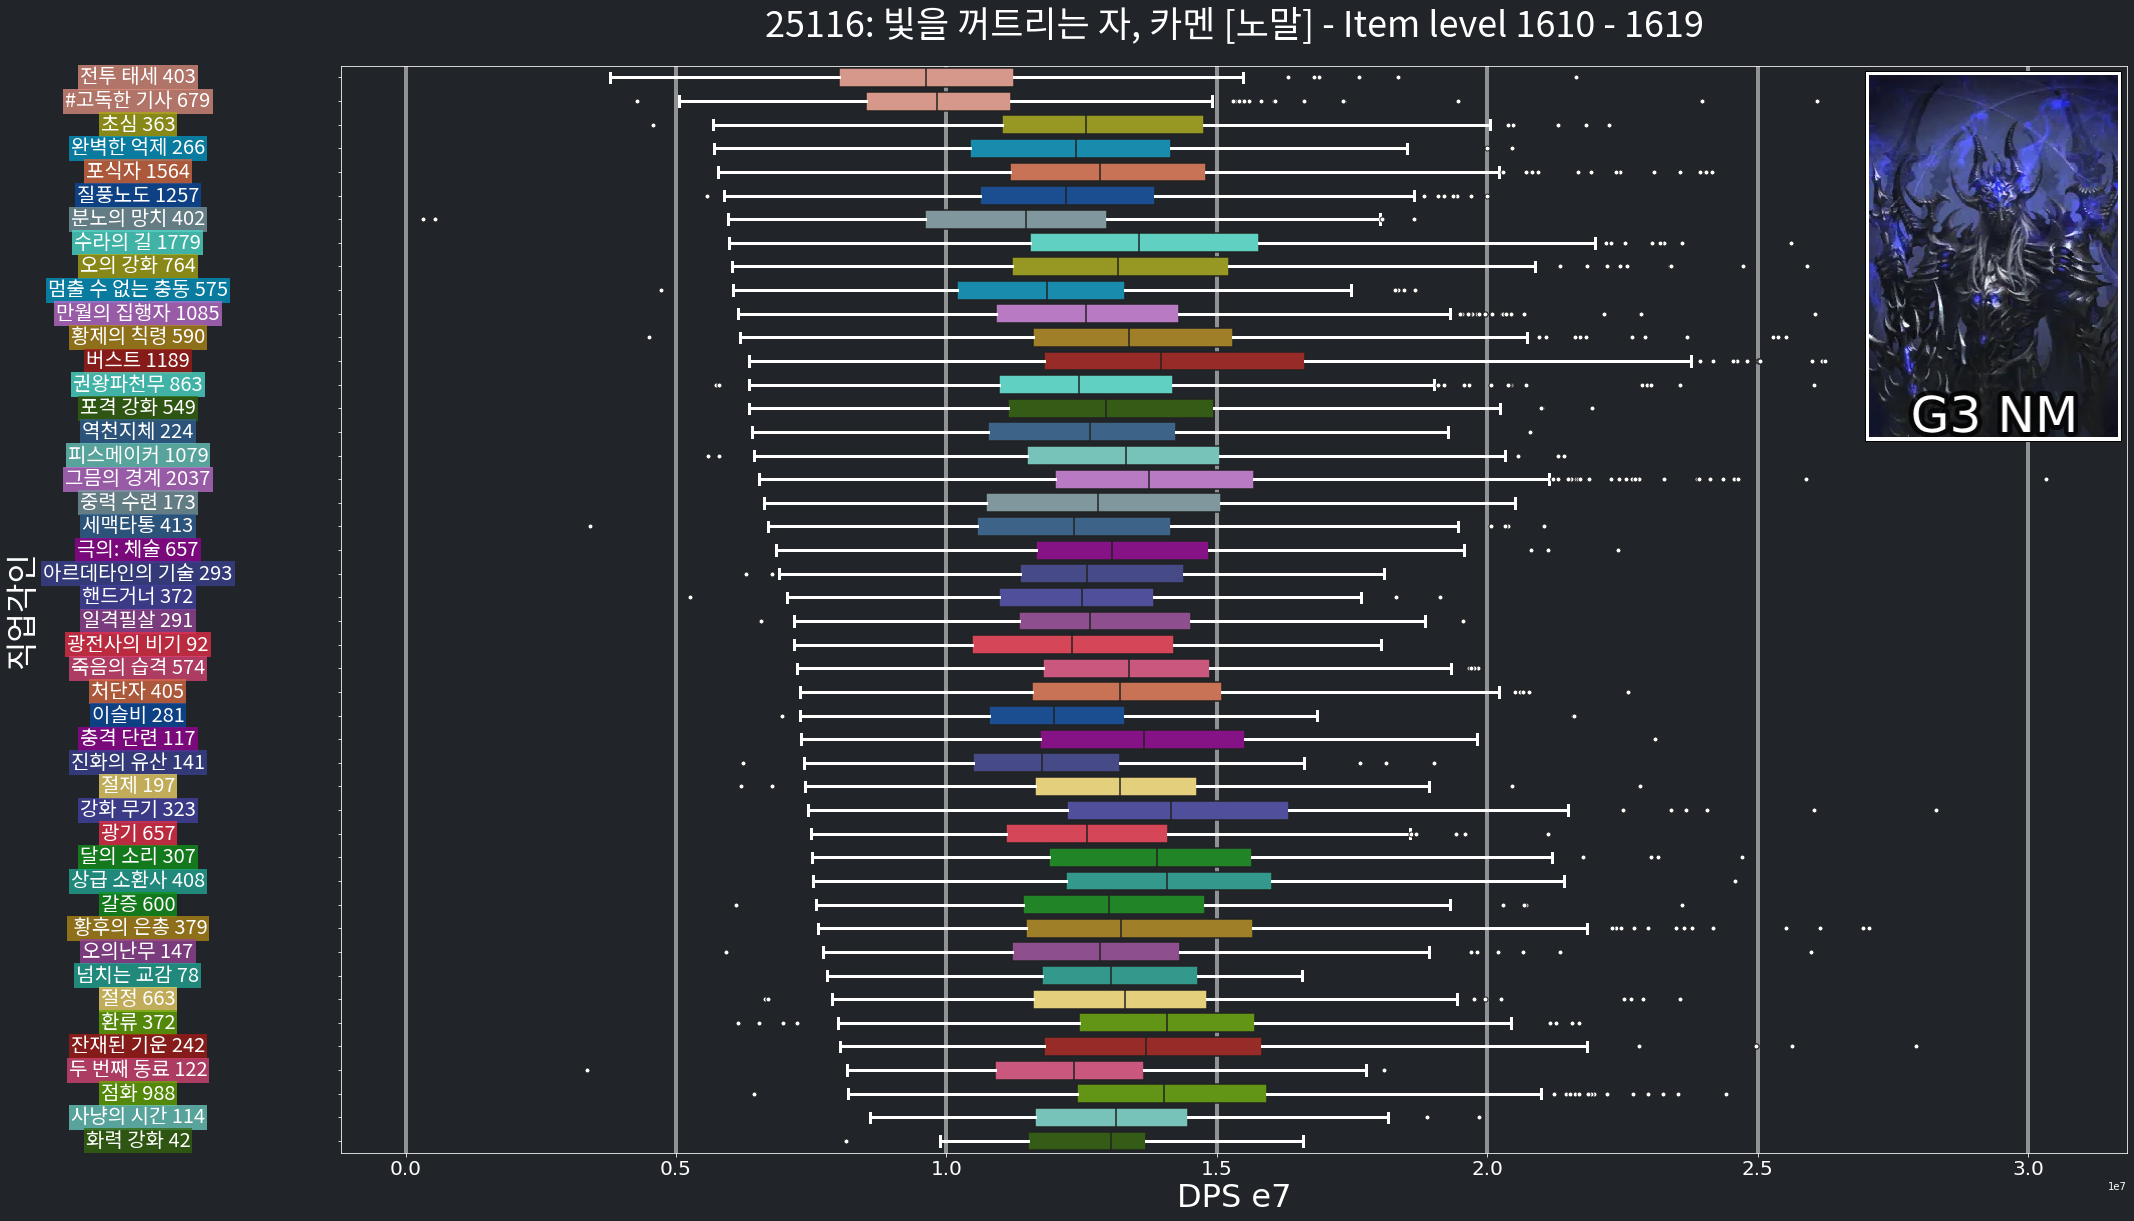 25116: 빛을 꺼트리는 자, 카멘 [노말] - Item level 1610 - 1619
전투 태세 403
#고독한 기사 679
초심 363
완벽한 억제 266
포식자 1564
질풍노도 1257
분노의 망치 402
수라의 길 1779
오의 강화 764
멈출 수 없는 충동 575
만월의 집행자 1085
황제의 칙령 590
버스트 1189
권왕파천무 863
포격 강화 549
역천지체 224
피스메이커 1079
그믐의 경계 2037
중력 수련 173
세맥타통 413
극의: 체술 657
아르데타인의 기술 293
핸드거너 372
일격필살 291
광전사의 비기 92
죽음의 습격 574
처단자 405
이슬비 281
충격 단련 117
진화의 유산 141
절제 197
강화 무기 323
광기 657
달의 소리 307
상급 소환사 408
갈증 600
황후의 은총 379
오의난무 147
넘치는 교감 78
절정 663
환류 372
잔재된 기운 242
두 번째 동료 122
점화 988
사냥의 시간 114
화력 강화 42
직업각인
G3 NM
0.0 0.5 1.0 1.5 2.0 2.5 3.0
1e7
DPS e7